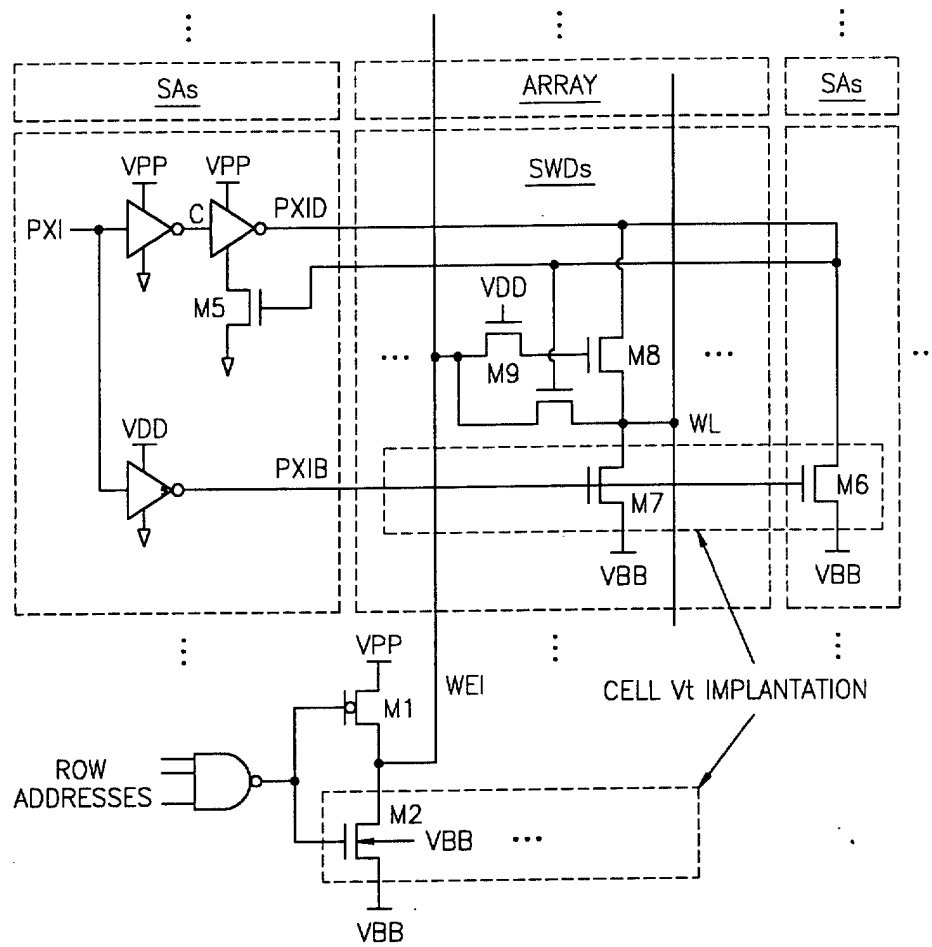 SAs
ARRAY
SAs
SWDs
VPP
VPP
PXI
C
PXID
M5
VDD
M8
M9
WL
VDD
PXIB
M7
M6
VBB
VBB
VPP
WEI
M1
CELL Vt IMPLANTATION
ROW
ADDRESSES
M2
VBB
VBB